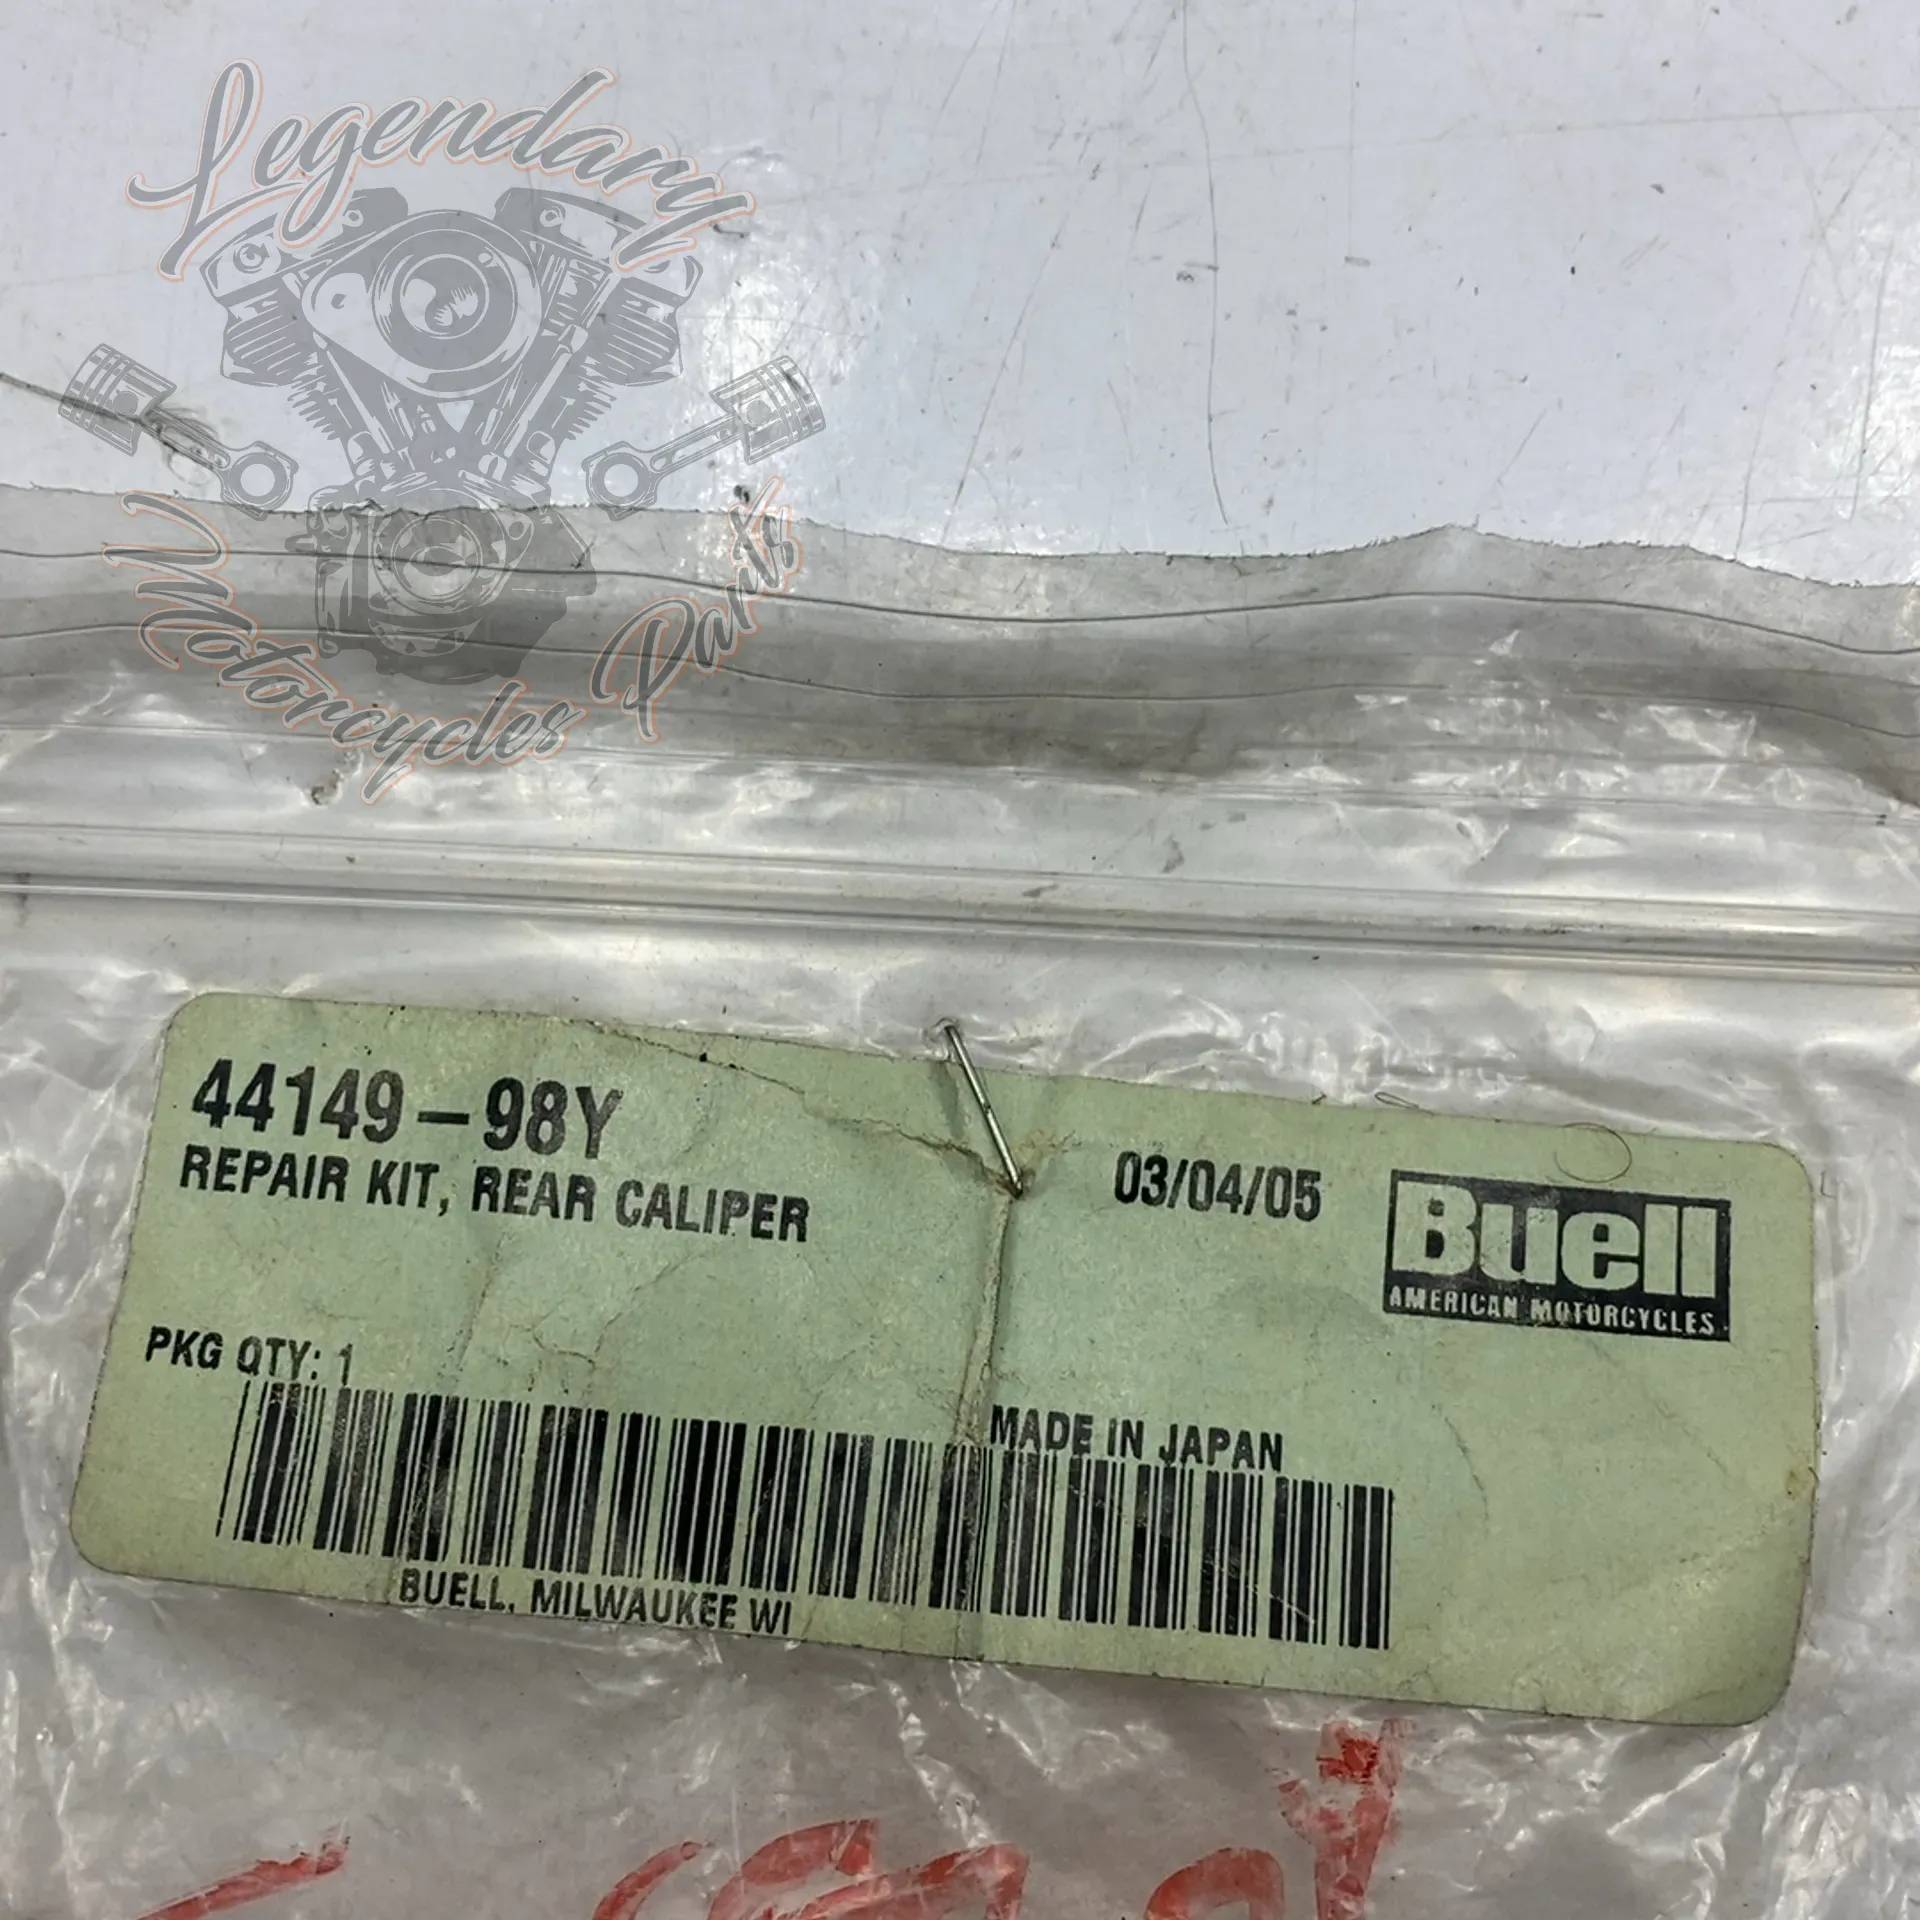 Legendary
Motorcycles Parts
44149-98Y
REPAIR KIT, REAR CALIPER
03/04/05
Buell
AMERICAN MOTORCYCLES
PKG QTY: 1
MADE IN JAPAN
BUELL, MILWAUKEE WI